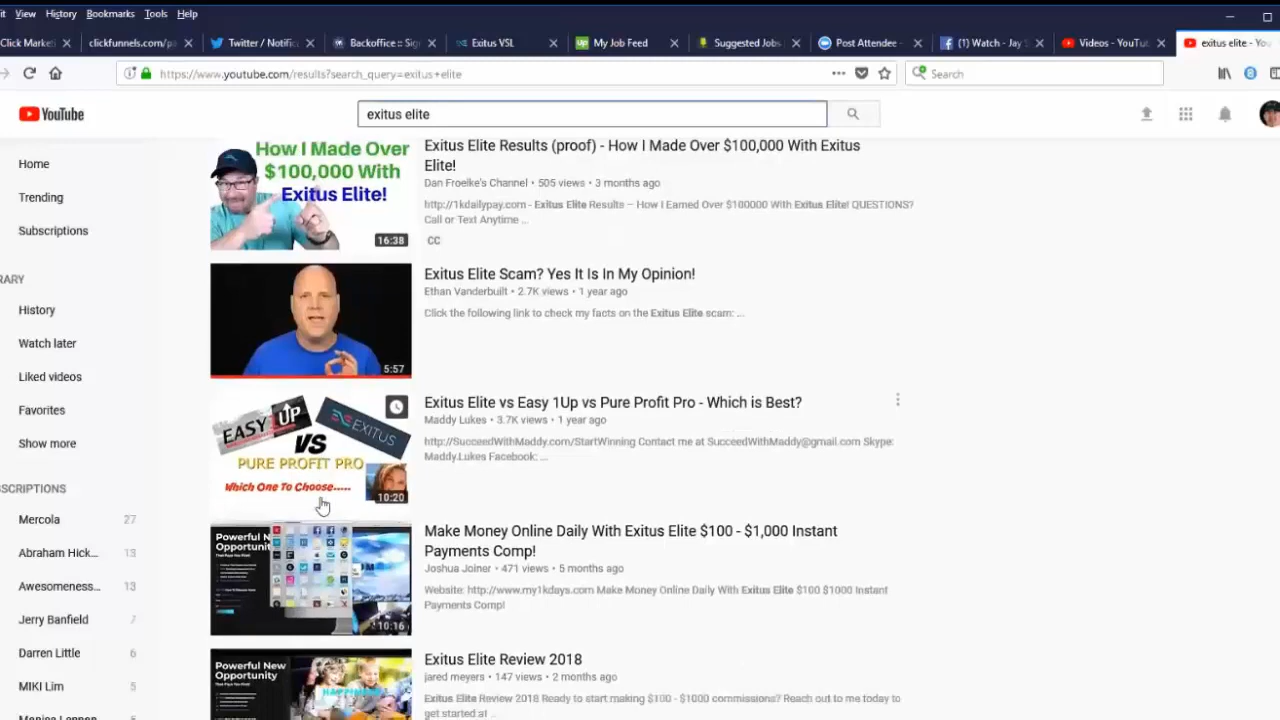 it View History Bookmarks Tools Help
Click Market clickfunnels.com/p Twitter / Notific Backoffice :: Sig Exitus V3 My Job Feed Suggested Jobs Post Attendee - (1) Watch - Jay Videos - YouTu exitus elite - You
https://www.youtube.com/results?search_query=exitus+elite Search
YouTube exitus elite
Home
Trending
Subscriptions
RARY
History
Watch later
Liked videos
Favorites
Show more
SCRIPTIONS
Mercola 27
Abraham Hick... 13
Awesomeness... 13
Jerry Banfield 7
Darren Little 6
MIKI Lim 5
How I Made Over
$100,000 With
Exitus Elite!
16:38
Exitus Elite Results (proof) - How I Made Over $100,000 With Exitus
Elite!
Dan Froelke's Channel • 505 views • 3 months ago
http://1kdailypay.com - Exitus Elite Results – How I Earned Over $100000 With Exitus Elite! QUESTIONS?
Call or Text Anytime ...
CC
5:57
Exitus Elite Scam? Yes It Is In My Opinion!
Ethan Vanderbuilt • 2.7K views • 1 year ago
Click the following link to check my facts on the Exitus Elite scam: ...
EASY 1UP EXITUS
VS
PURE PROFIT PRO
Which One To Choose.....
10:20
Exitus Elite vs Easy 1Up vs Pure Profit Pro - Which is Best?
Maddy Lukes • 3.7K views • 1 year ago
http://SucceedWithMaddy.com/StartWinning Contact me at SucceedWithMaddy@gmail.com Skype:
Maddy.Lukes Facebook: ...
Powerful N
Opportunit
10:16
Make Money Online Daily With Exitus Elite $100 - $1,000 Instant
Payments Comp!
Joshua Joiner • 471 views • 5 months ago
Website: http://www.my1kdays.com Make Money Online Daily With Exitus Elite $100 $1000 Instant
Payments Comp!
Powerful New
Opportunity
Exitus Elite Review 2018
jared meyers • 147 views • 2 months ago
Exitus Elite Review 2018 Ready to start making $100 - $1000 commissions? Reach out to me today to
get started at ...